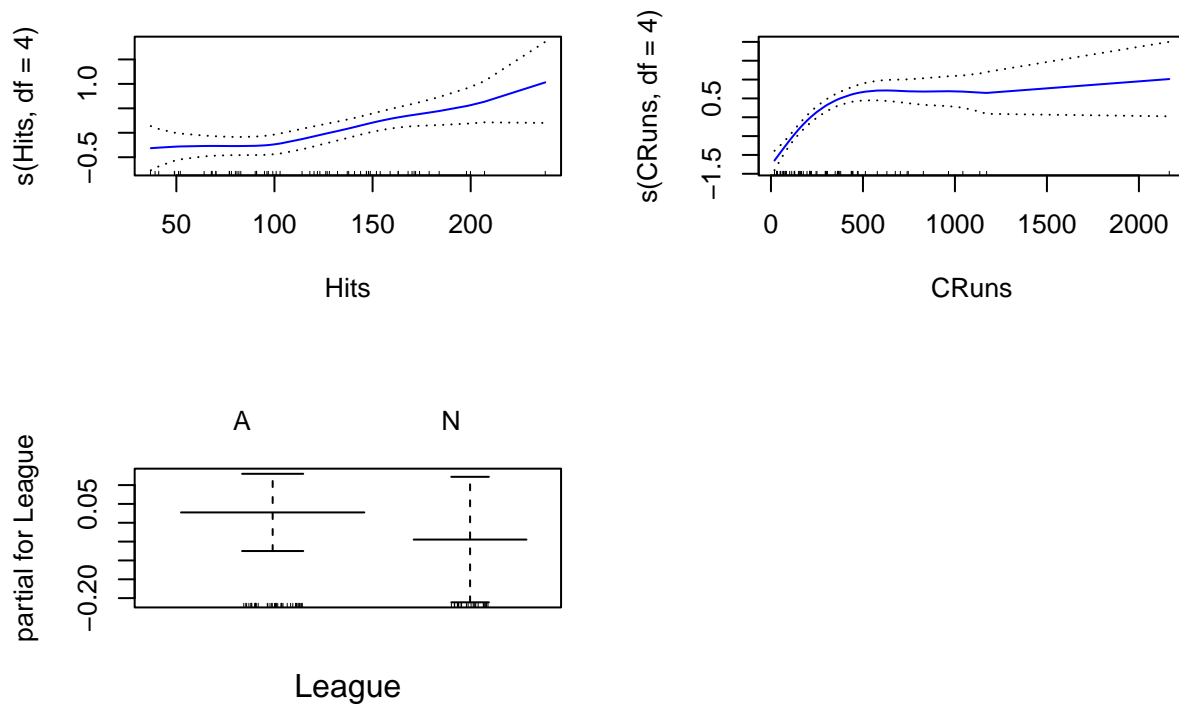 s(Hits, df = 4)
1.0
−0.5
50 100 150 200
Hits
s(CRuns, df = 4)
0.5
−1.5
0 500 1000 1500 2000
CRuns
A N
partial for League
0.05
−0.20
League